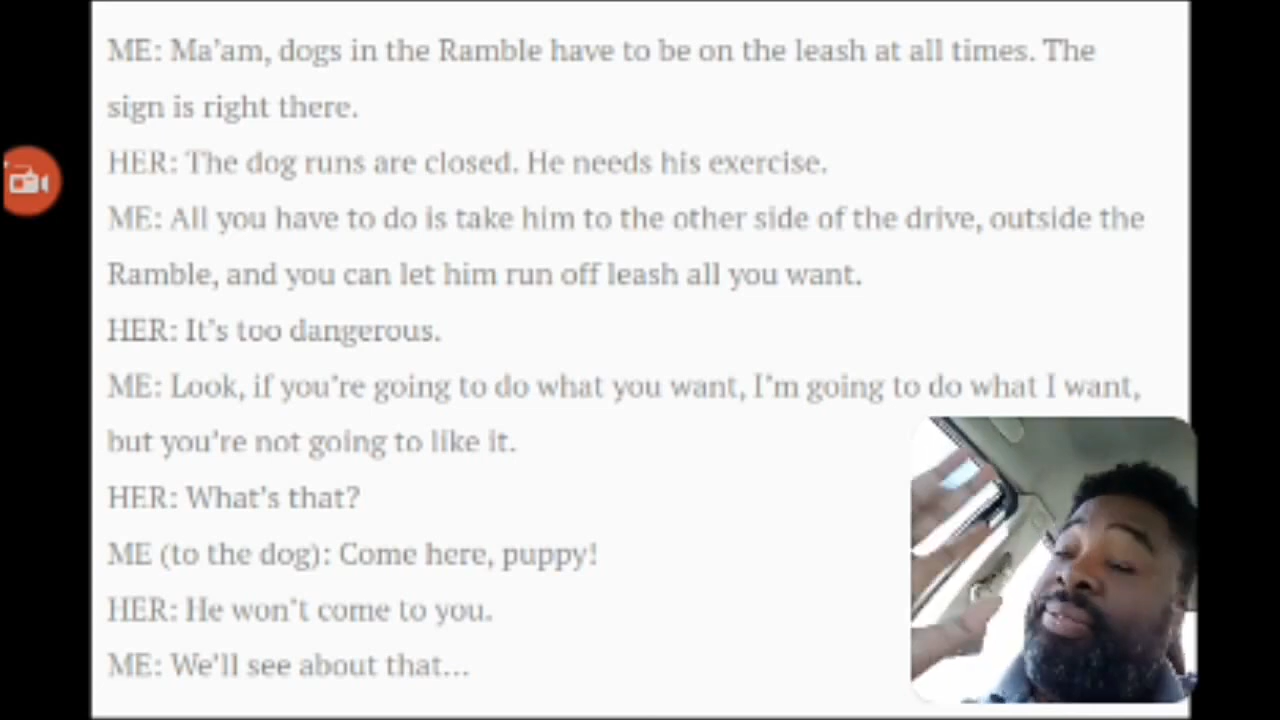 ME: Ma’am, dogs in the Ramble have to be on the leash at all times. The
sign is right there.
HER: The dog runs are closed. He needs his exercise.
ME: All you have to do is take him to the other side of the drive, outside the
Ramble, and you can let him run off leash all you want.
HER: It’s too dangerous.
ME: Look, if you’re going to do what you want, I’m going to do what I want,
but you’re not going to like it.
HER: What’s that?
ME (to the dog): Come here, puppy!
HER: He won’t come to you.
ME: We’ll see about that...